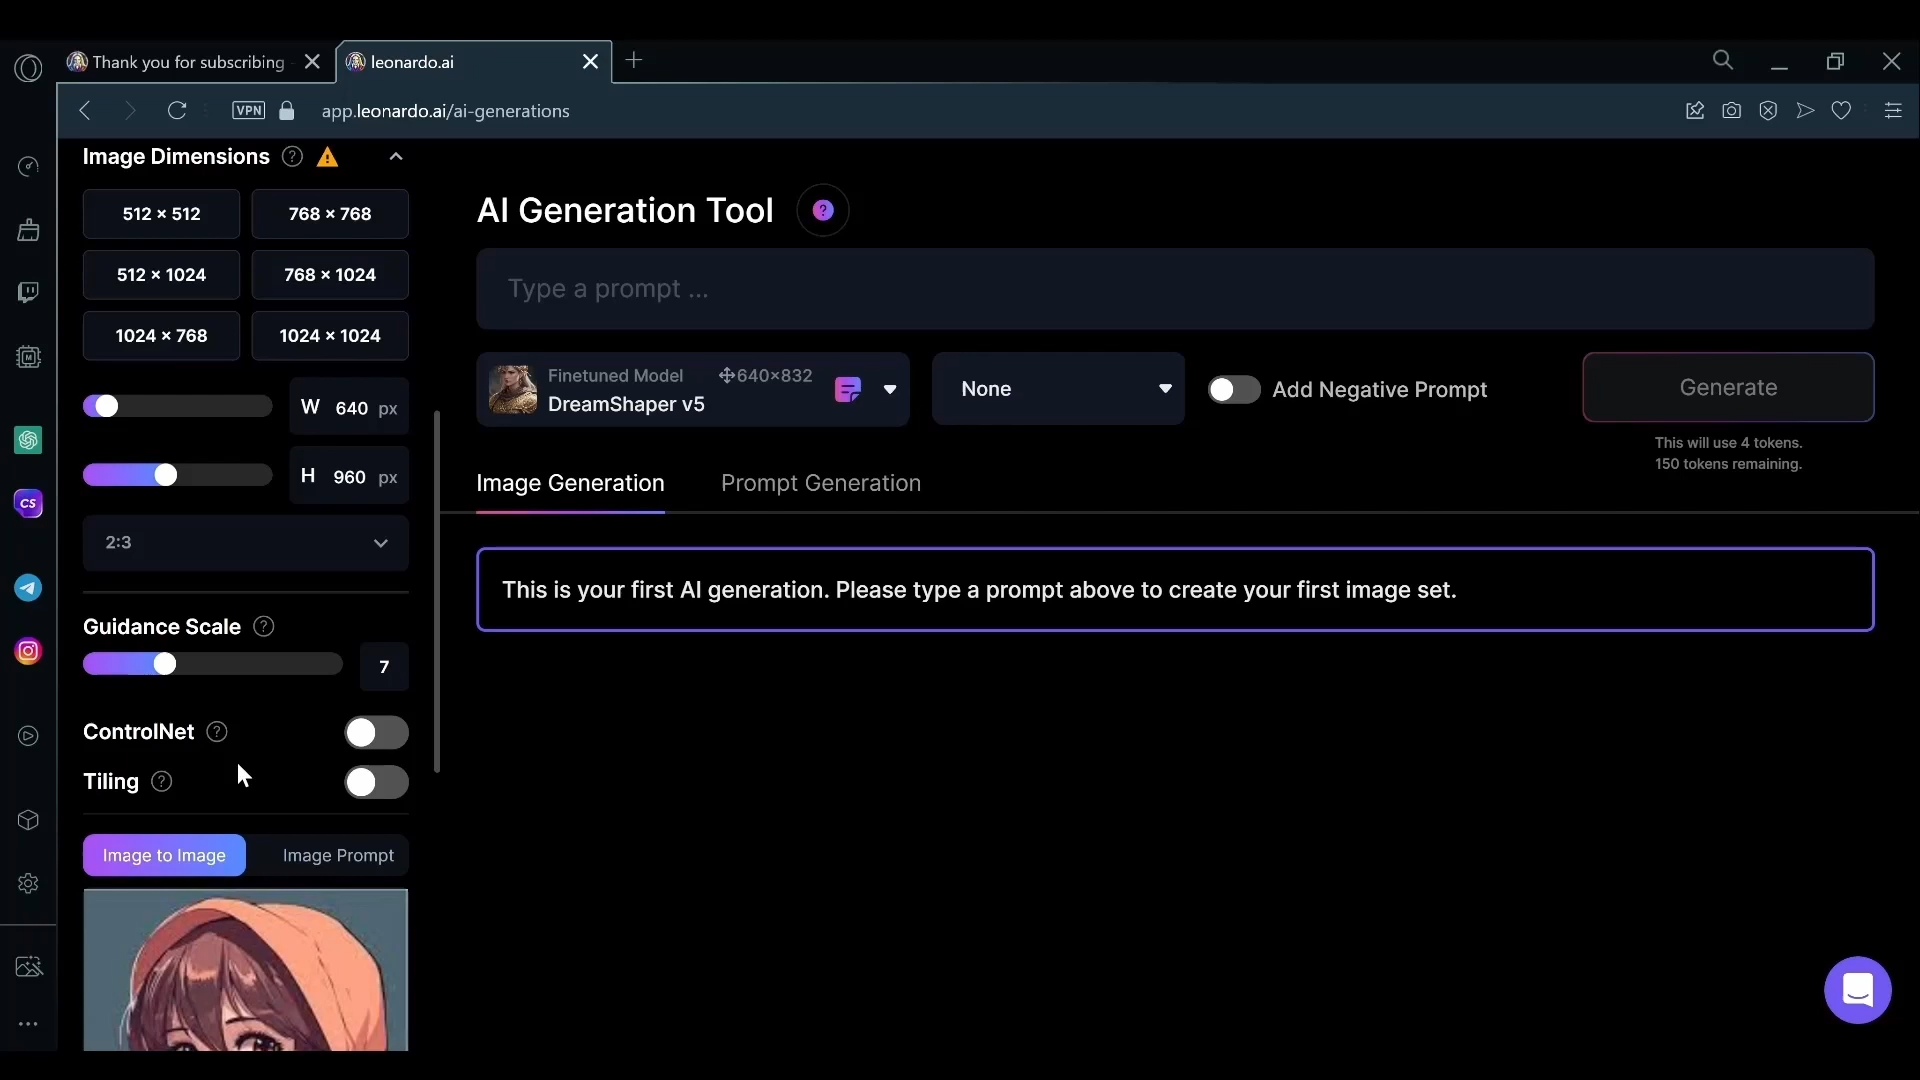 Thank you for subscribing
leonardo.ai
VPN
app.leonardo.ai/ai-generations
Image Dimensions
512 × 512
768 × 768
512 × 1024
768 × 1024
1024 × 768
1024 × 1024
W 640 px
H 960 px
2:3
Guidance Scale
7
ControlNet
Tiling
Image to Image
Image Prompt
AI Generation Tool
Type a prompt ...
Finetuned Model
640×832
DreamShaper v5
None
Add Negative Prompt
Generate
This will use 4 tokens.
150 tokens remaining.
Image Generation
Prompt Generation
This is your first AI generation. Please type a prompt above to create your first image set.
CS
M